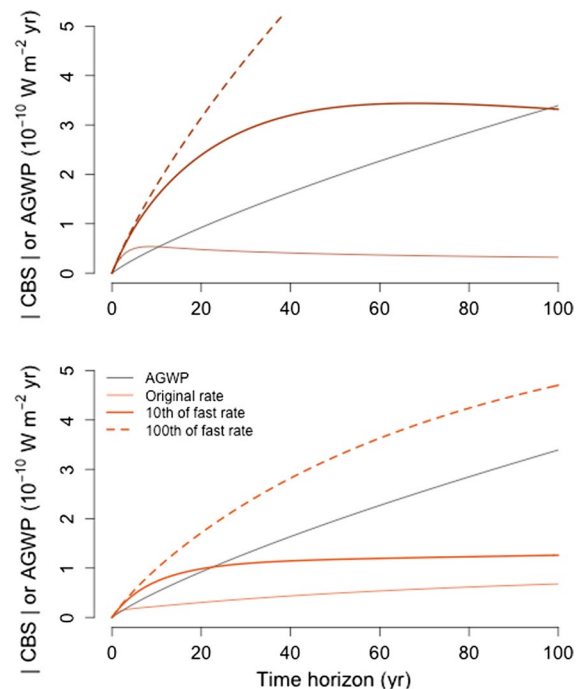 | CBS | or AGWP (10⁻¹⁰ W m⁻² yr)
5
4
3
2
1
0
0 20 40 60 80 100
| CBS | or AGWP (10⁻¹⁰ W m⁻² yr)
5
4
3
2
1
0
AGWP
Original rate
10th of fast rate
100th of fast rate
0 20 40 60 80 100
Time horizon (yr)